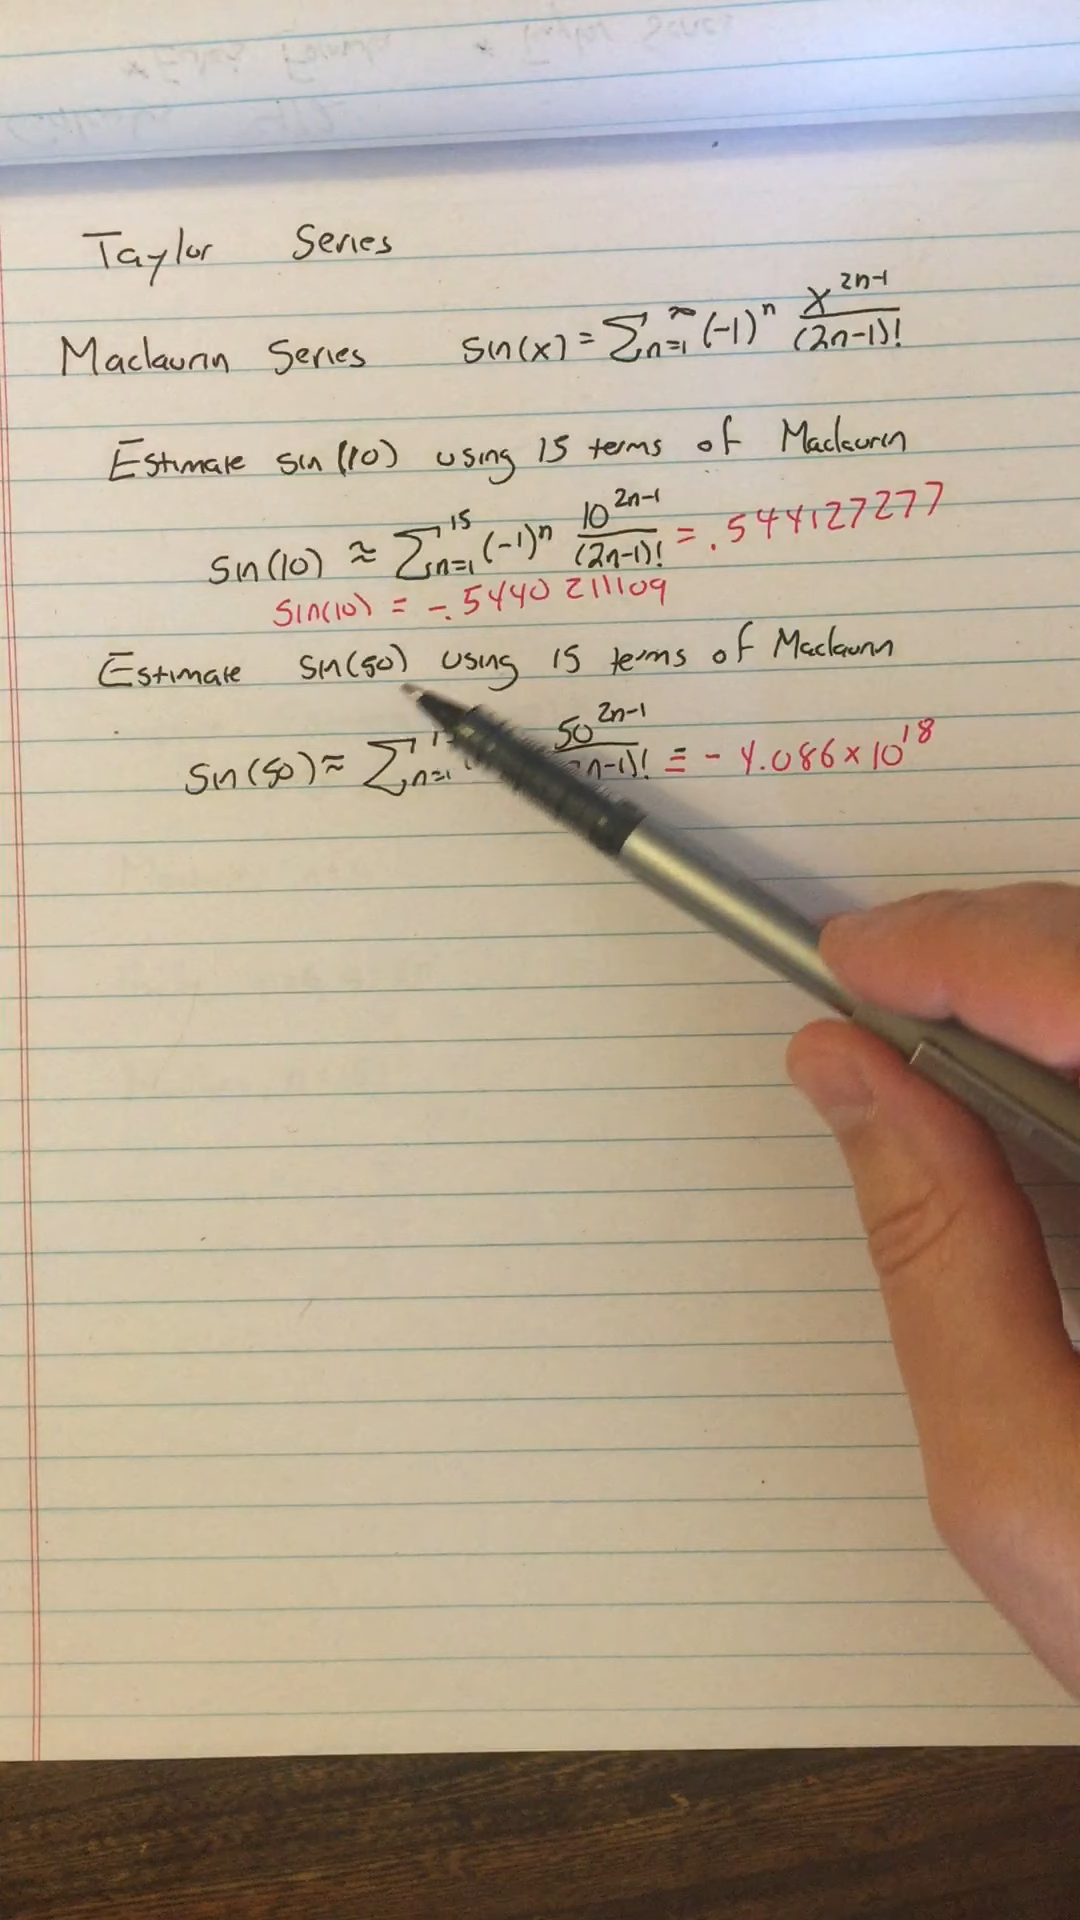 Taylor Series
Maclaurin Series sin(x) = ∑n=1^∞ (-1)^n x^(2n-1)/(2n-1)!
Estimate sin(10) using 15 terms of Maclaurin
sin(10) ≈ ∑n=1^15 (-1)^n 10^(2n-1)/(2n-1)! = .544127277
sin(10) = -.5440211109
Estimate sin(50) using 15 terms of Maclaurin
sin(50) ≈ ∑n=1 50^(2n-1)/n-1)! = -4.086×10^18